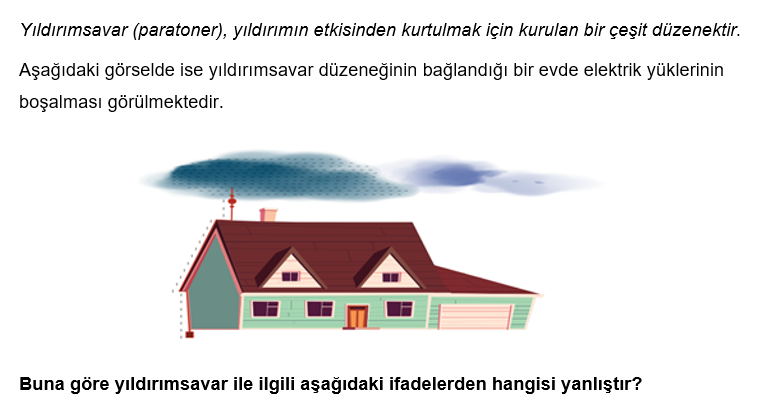 Yıldırımsavar (paratoner), yıldırımın etkisinden kurtulmak için kurulan bir çeşit düzenektir.
Aşağıdaki görselde ise yıldırımsavar düzeneğinin bağlandığı bir evde elektrik yüklerinin
boşalması görülmektedir.
Buna göre yıldırımsavar ile ilgili aşağıdaki ifadelerden hangisi yanlıştır?